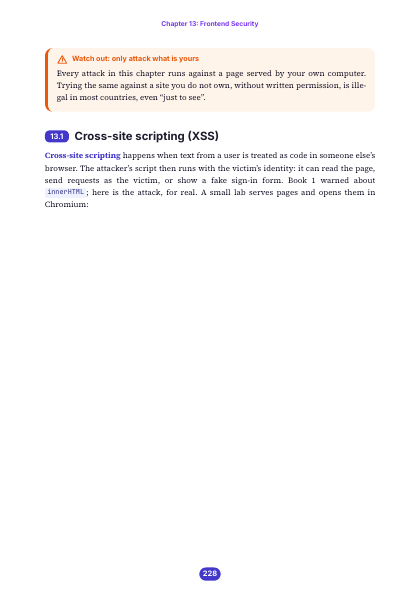 Chapter 13: Frontend Security
Watch out: only attack what is yours
Every attack in this chapter runs against a page served by your own computer.
Trying the same against a site you do not own, without written permission, is ille-
gal in most countries, even “just to see”.
13.1 Cross-site scripting (XSS)
Cross-site scripting happens when text from a user is treated as code in someone else’s
browser. The attacker’s script then runs with the victim’s identity: it can read the page,
send requests as the victim, or show a fake sign-in form. Book 1 warned about
innerHTML; here is the attack, for real. A small lab serves pages and opens them in
Chromium:
228